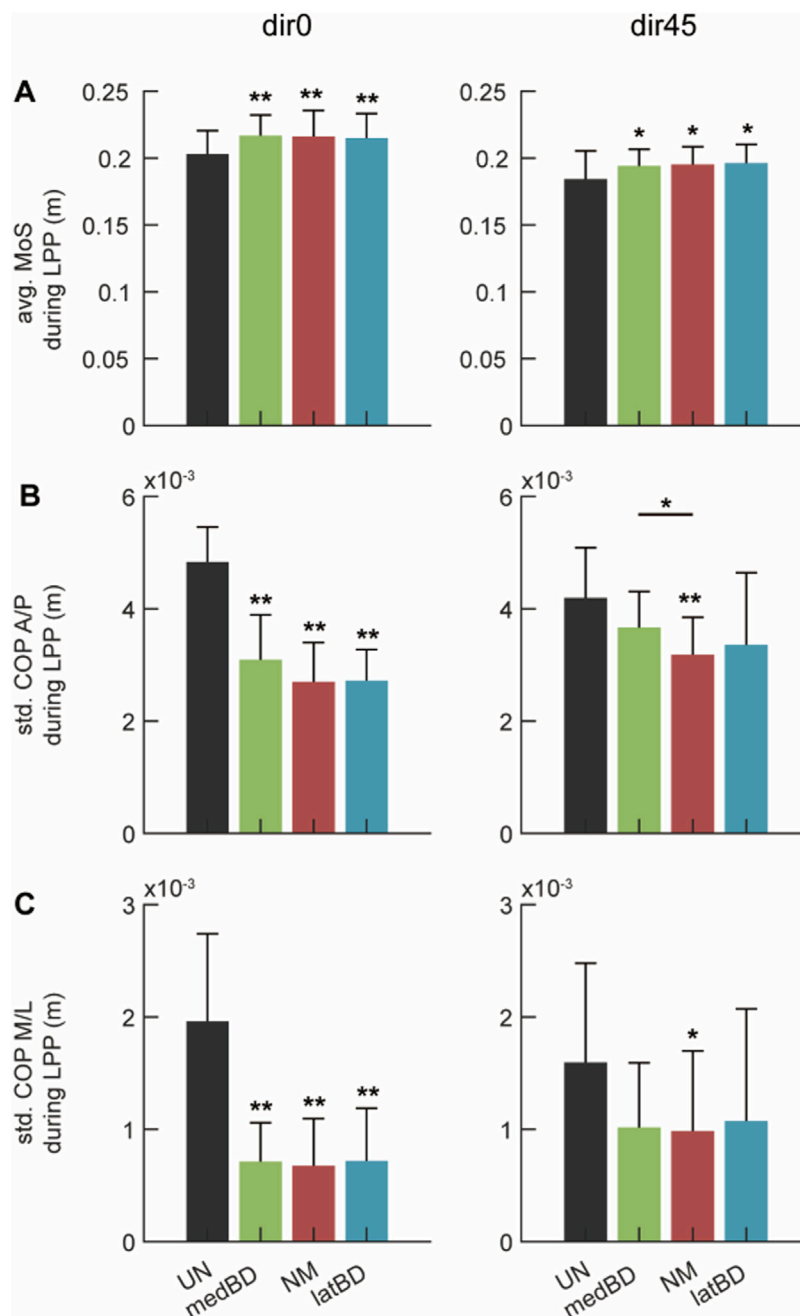 dir0 dir45
A
avg. MoS
during LPP (m)
0.25
0.2
0.15
0.1
0.05
0
** ** **
0.25
0.2
0.15
0.1
0.05
0
* * *
B
std. COP A/P
during LPP (m)
x10-3
6
4
2
0
** ** **
x10-3
6
4
2
0
*
**
C
std. COP M/L
during LPP (m)
x10-3
3
2
1
0
** ** **
x10-3
3
2
1
0
*
UN medBD NM latBD
UN medBD NM latBD